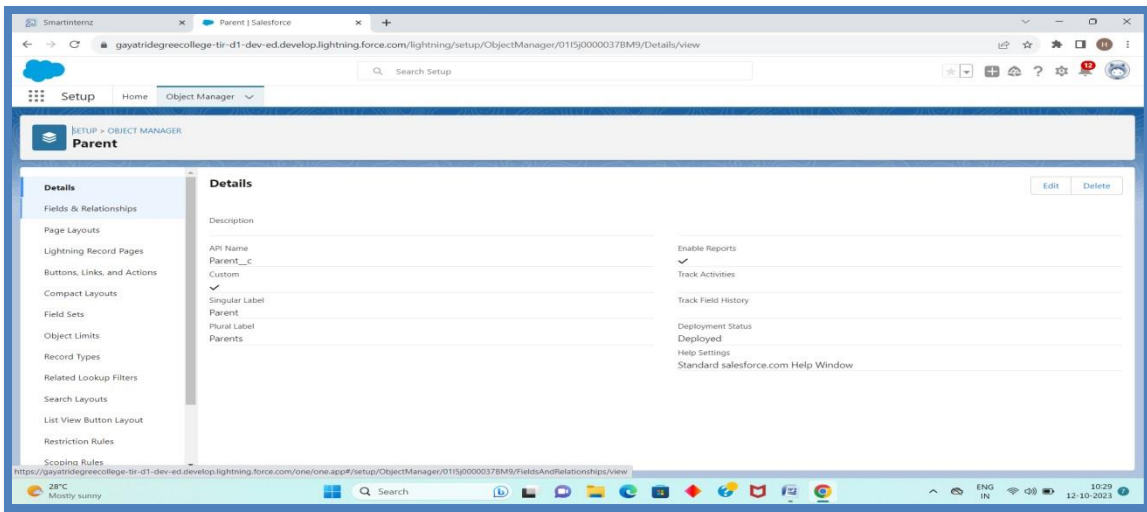 Smartinternz
Parent | Salesforce
gayatridegreecollege-tir-d1-dev-ed.develop.lightning.force.com/lightning/setup/ObjectManager/01I5j0000037BM9/Details/view
H
Search Setup
12
Setup
Home
Object Manager
SETUP > OBJECT MANAGER
Parent
Details
Fields & Relationships
Page Layouts
Lightning Record Pages
Buttons, Links, and Actions
Compact Layouts
Field Sets
Object Limits
Record Types
Related Lookup Filters
Search Layouts
List View Button Layout
Restriction Rules
Scoping Rules
Details
Edit
Delete
Description
API Name
Parent__c
Custom
Singular Label
Parent
Plural Label
Parents
Enable Reports
Track Activities
Track Field History
Deployment Status
Deployed
Help Settings
Standard salesforce.com Help Window
https://gayatridegreecollege-tir-d1-dev-ed.develop.lightning.force.com/one/one.app#/setup/ObjectManager/01I5j0000037BM9/FieldsAndRelationships/view
28°C
Mostly sunny
Search
ENG
IN
10:29
12-10-2023